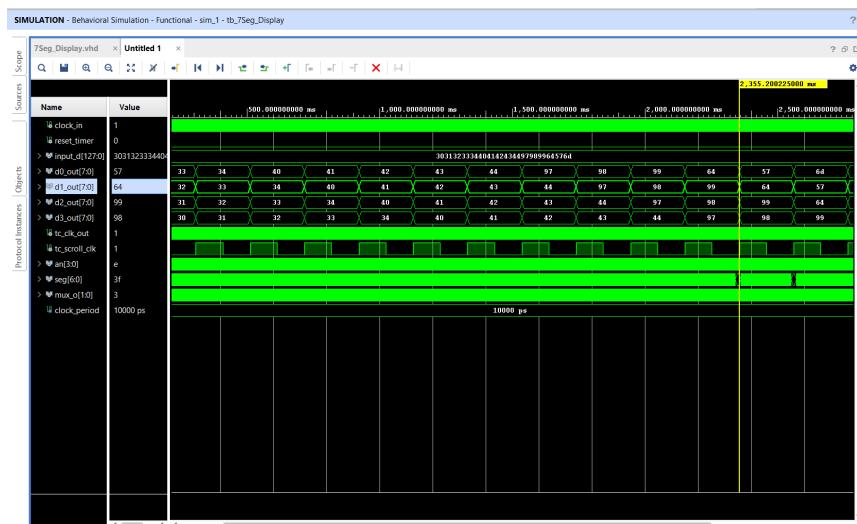 SIMULATION - Behavioral Simulation - Functional - sim_1 - tb_7Seg_Display ?
7Seg_Display.vhd × Untitled 1 ×
Scope
Sources
Objects
Protocol Instances
2,355.200225000 ms
Name Value
500.000000000 ms 1,000.000000000 ms 1,500.000000000 ms 2,000.000000000 ms 2,500.000000000 ms
clock_in 1
reset_timer 0
input_d[127:0] 303132333440 3031323334404142434497989964576d
d0_out[7:0] 57 33 34 40 41 42 43 44 97 98 99 64 57 6d
d1_out[7:0] 64 32 33 34 40 41 42 43 44 97 98 99 64 57
d2_out[7:0] 99 31 32 33 34 40 41 42 43 44 97 98 99 64
d3_out[7:0] 98 30 31 32 33 34 40 41 42 43 44 97 98 99
tc_clk_out 1
tc_scroll_clk 1
an[3:0] e
seg[6:0] 3f
mux_o[1:0] 3
clock_period 10000 ps 10000 ps